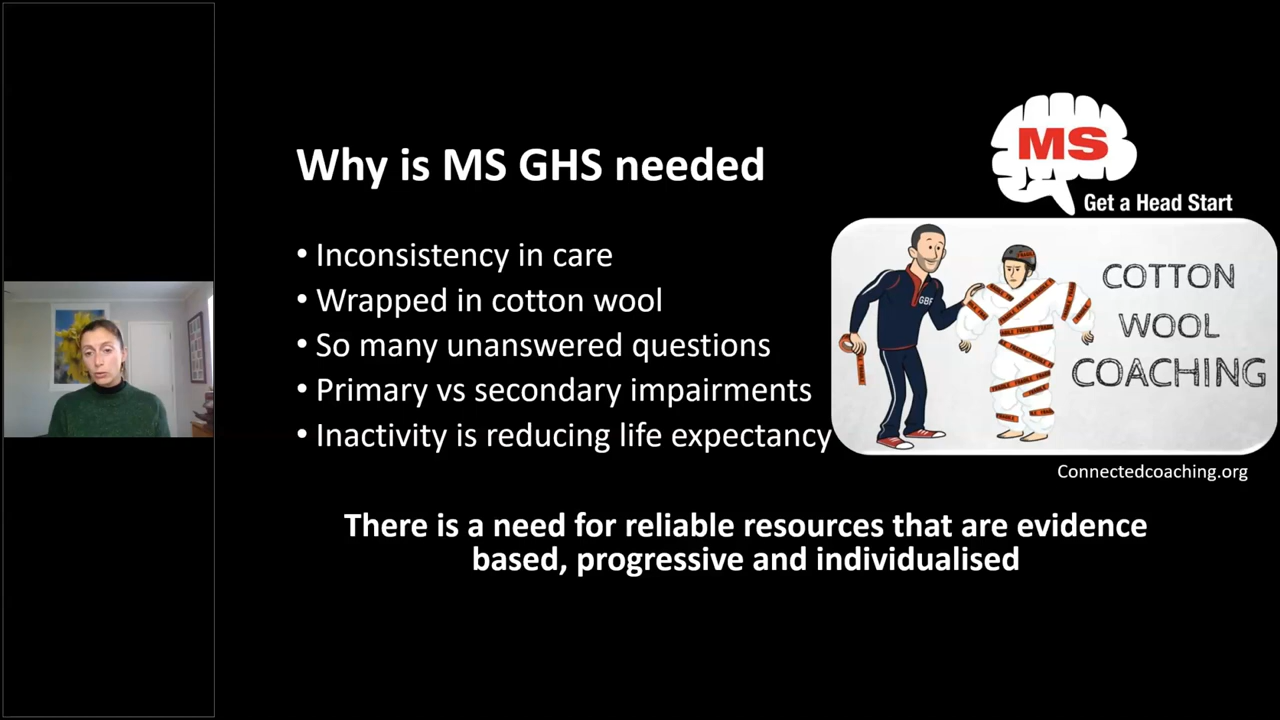 MS
Get a Head Start
Why is MS GHS needed
• Inconsistency in care
• Wrapped in cotton wool
• So many unanswered questions
• Primary vs secondary impairments
• Inactivity is reducing life expectancy
GBR
COTTON
WOOL
COACHING
Connectedcoaching.org
There is a need for reliable resources that are evidence
based, progressive and individualised